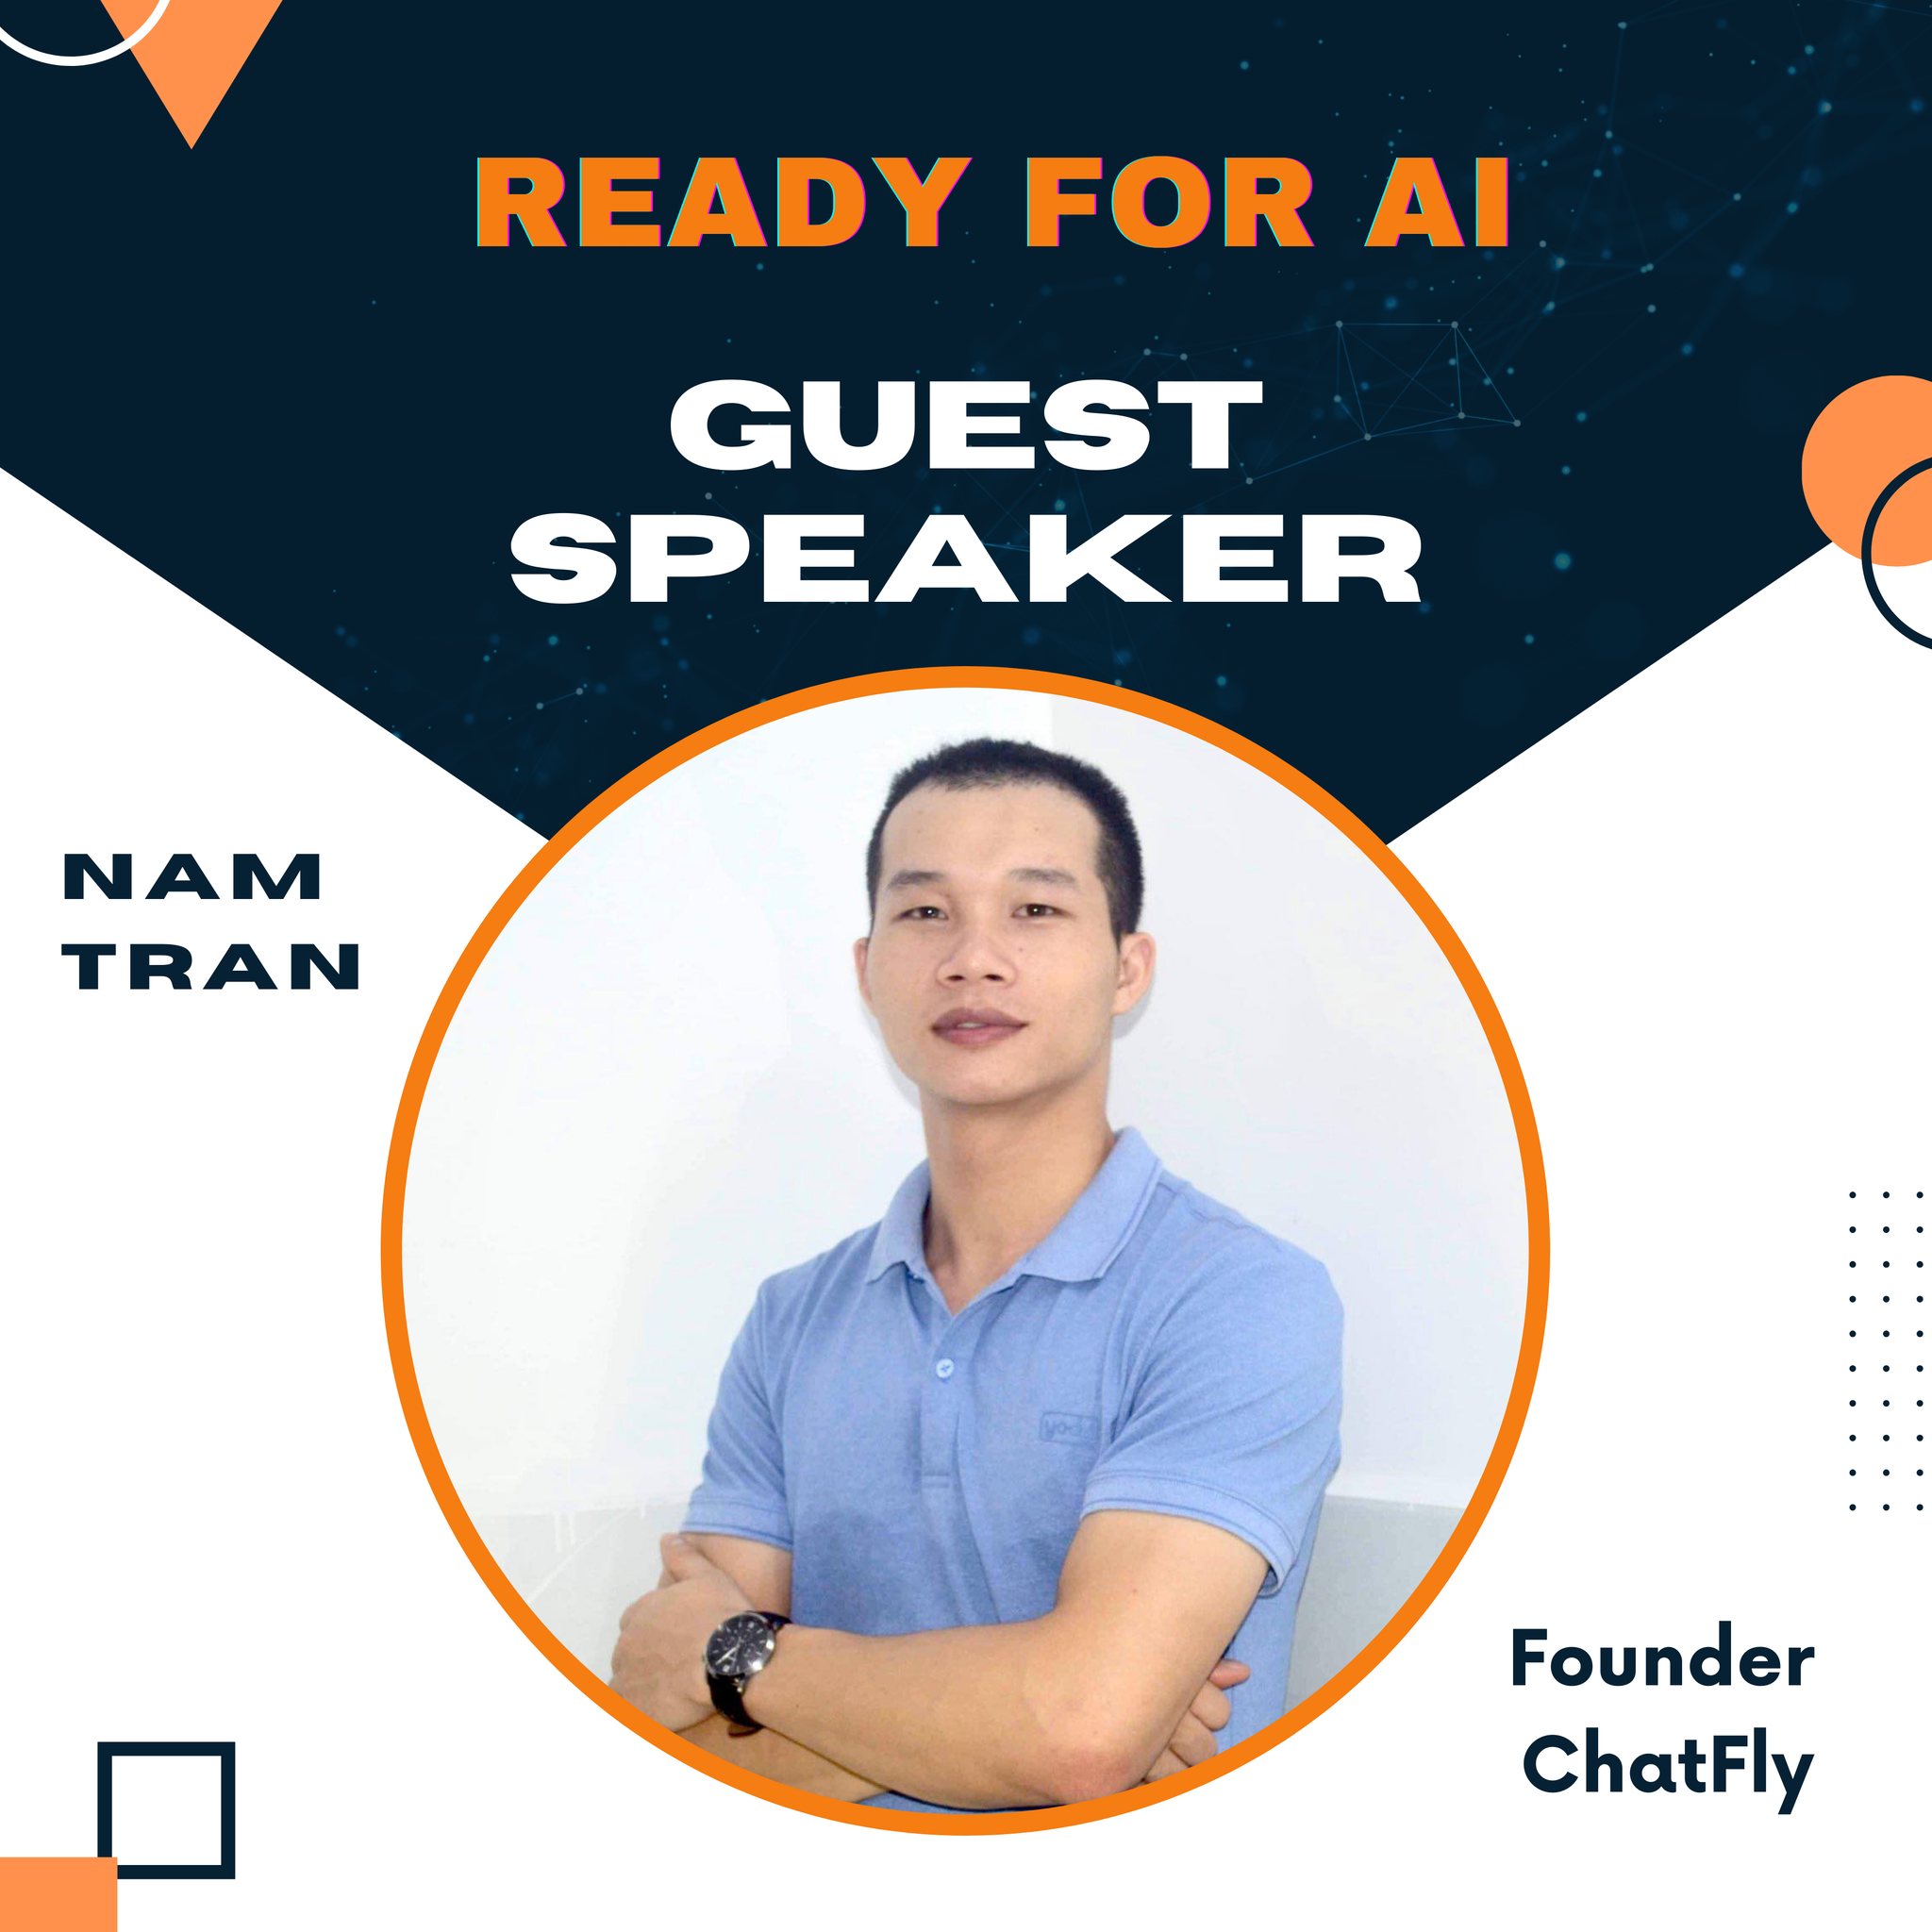 READY FOR AI
GUEST
SPEAKER
NAM
TRAN
Founder
ChatFly